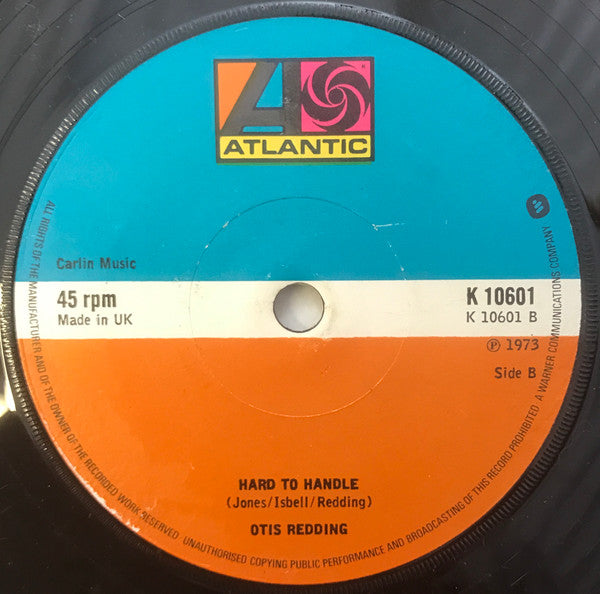 ATLANTIC
Carlin Music
45 rpm
Made in UK
K 10601
K 10601 B
℗ 1973
Side B
HARD TO HANDLE
(Jones/Isbell/Redding)
OTIS REDDING
ALL RIGHTS OF THE MANUFACTURER AND OF THE OWNER OF THE RECORDED WORK RESERVED. UNAUTHORISED COPYING PUBLIC PERFORMANCE AND BROADCASTING OF THIS RECORD PROHIBITED. A WARNER COMMUNICATIONS COMPANY